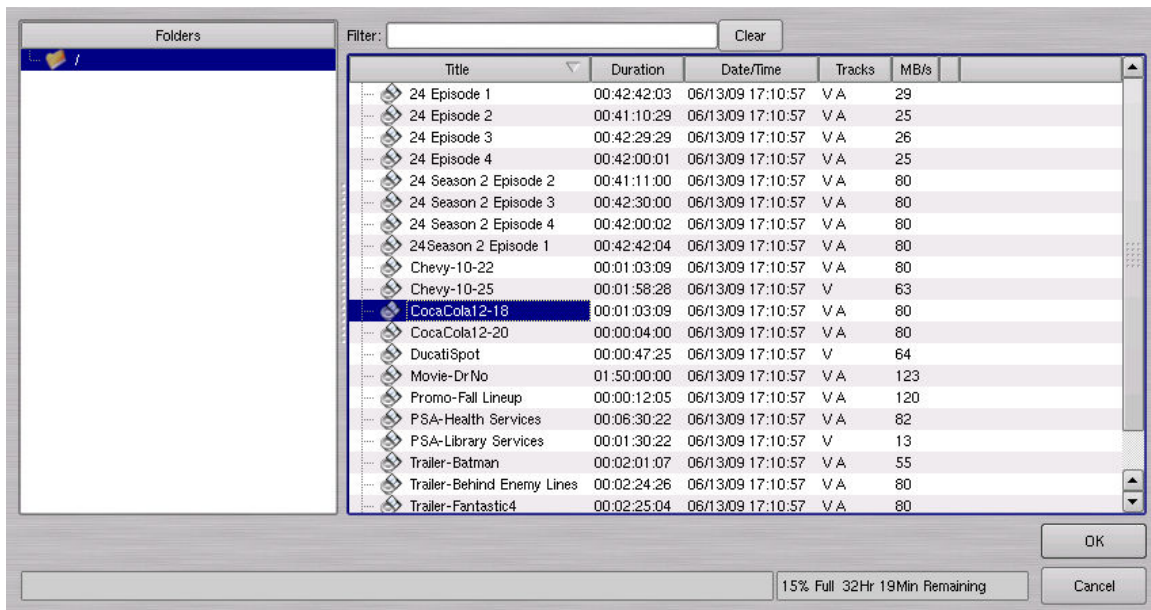 Folders
/
Filter: Clear
Title Duration Date/Time Tracks MB/s
24 Episode 1 00:42:42:03 06/13/09 17:10:57 V A 29
24 Episode 2 00:41:10:29 06/13/09 17:10:57 V A 25
24 Episode 3 00:42:29:29 06/13/09 17:10:57 V A 26
24 Episode 4 00:42:00:01 06/13/09 17:10:57 V A 25
24 Season 2 Episode 2 00:41:11:00 06/13/09 17:10:57 V A 80
24 Season 2 Episode 3 00:42:30:00 06/13/09 17:10:57 V A 80
24 Season 2 Episode 4 00:42:00:02 06/13/09 17:10:57 V A 80
24Season 2 Episode 1 00:42:42:04 06/13/09 17:10:57 V A 80
Chevy-10-22 00:01:03:09 06/13/09 17:10:57 V A 80
Chevy-10-25 00:01:58:28 06/13/09 17:10:57 V 63
CocaCola12-18 00:01:03:09 06/13/09 17:10:57 V A 80
CocaCola12-20 00:00:04:00 06/13/09 17:10:57 V A 80
DucatiSpot 00:00:47:25 06/13/09 17:10:57 V 64
Movie-DrNo 01:50:00:00 06/13/09 17:10:57 V A 123
Promo-Fall Lineup 00:00:12:05 06/13/09 17:10:57 V A 120
PSA-Health Services 00:06:30:22 06/13/09 17:10:57 V A 82
PSA-Library Services 00:01:30:22 06/13/09 17:10:57 V 13
Trailer-Batman 00:02:01:07 06/13/09 17:10:57 V A 55
Trailer-Behind Enemy Lines 00:02:24:26 06/13/09 17:10:57 V A 80
Trailer-Fantastic4 00:02:25:04 06/13/09 17:10:57 V A 80
OK
15% Full 32Hr 19Min Remaining
Cancel